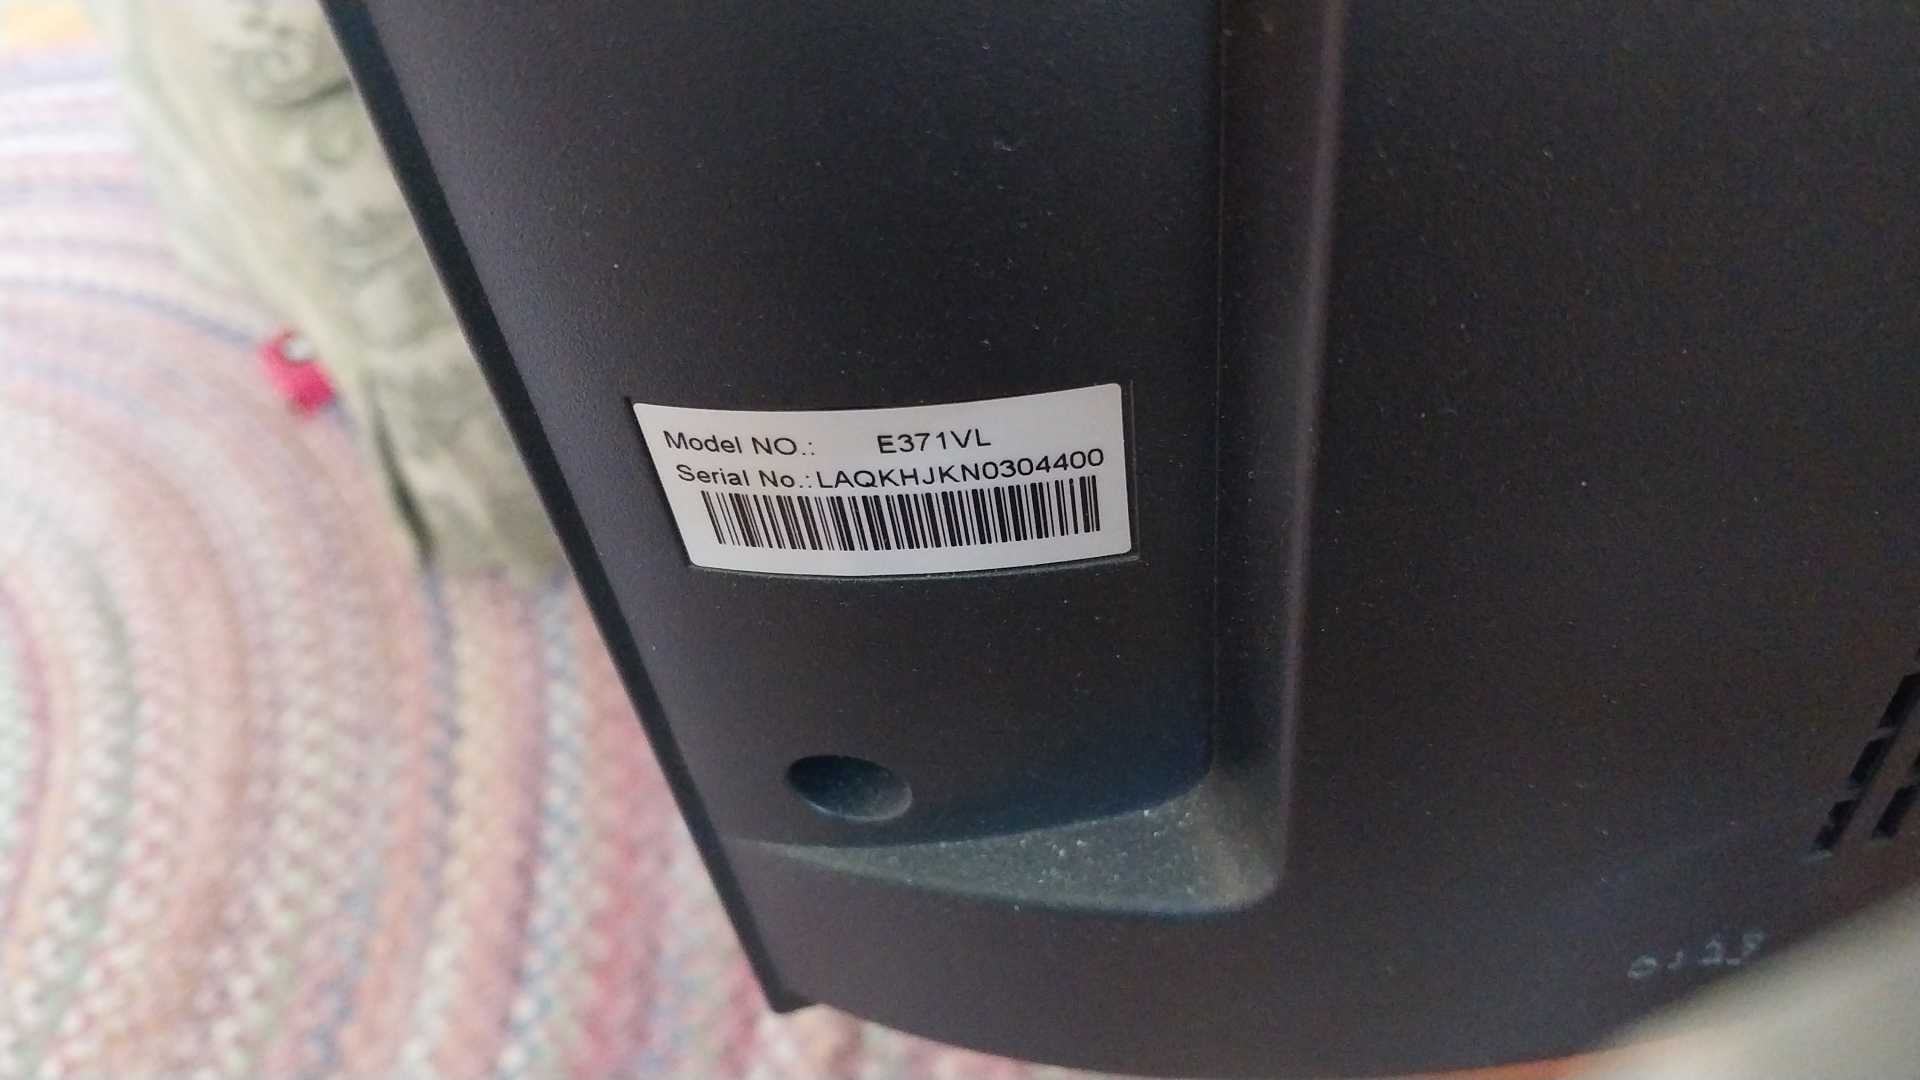 Model NO.: E371VL
Serial No.:LAQKHJKN0304400